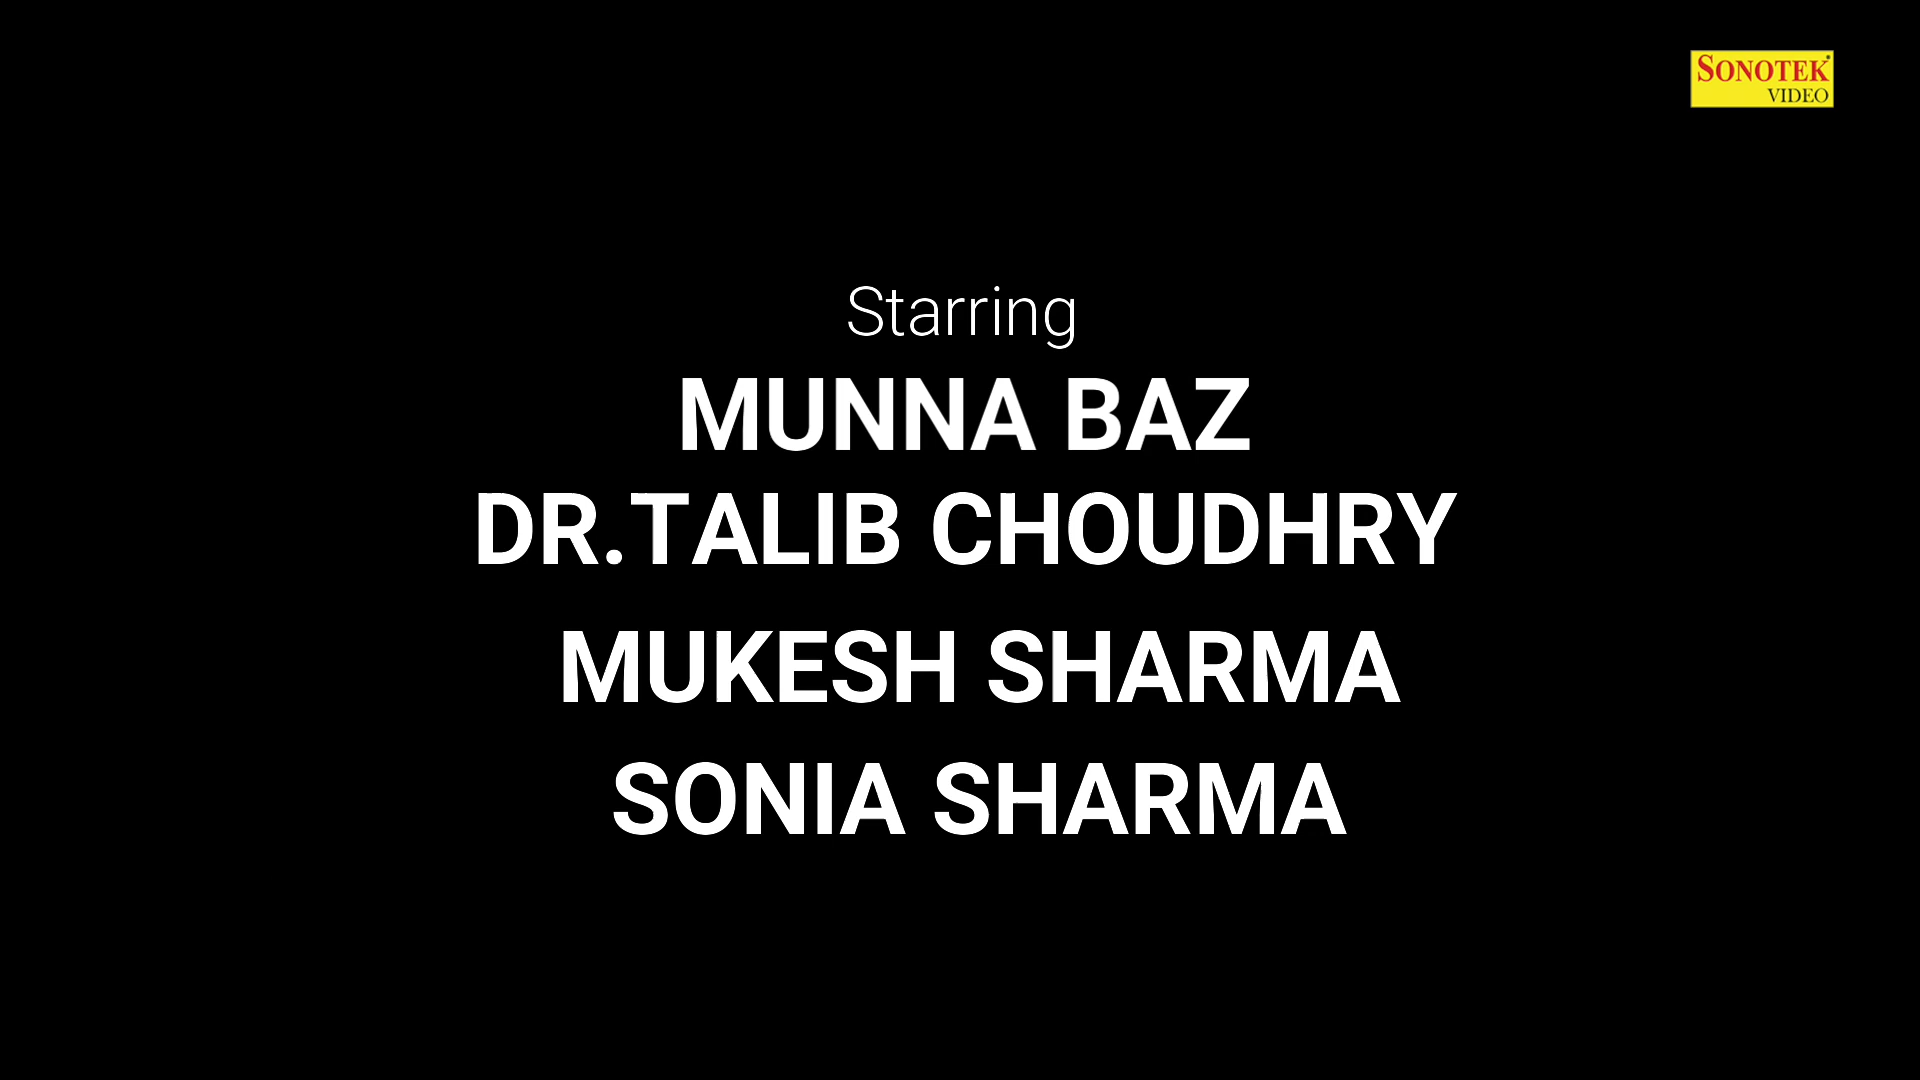 SONOTEK
VIDEO
Starring
MUNNA BAZ
DR.TALIB CHOUDHRY
MUKESH SHARMA
SONIA SHARMA